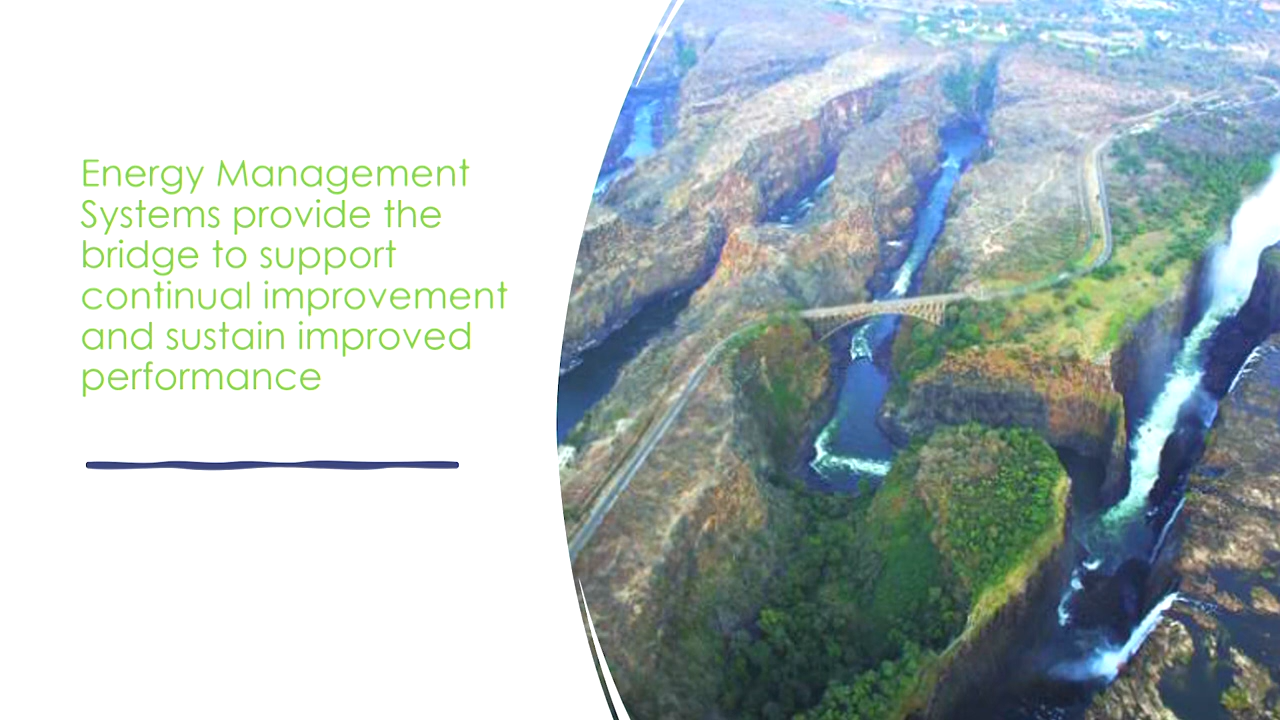 Energy Management
Systems provide the
bridge to support
continual improvement
and sustain improved
performance